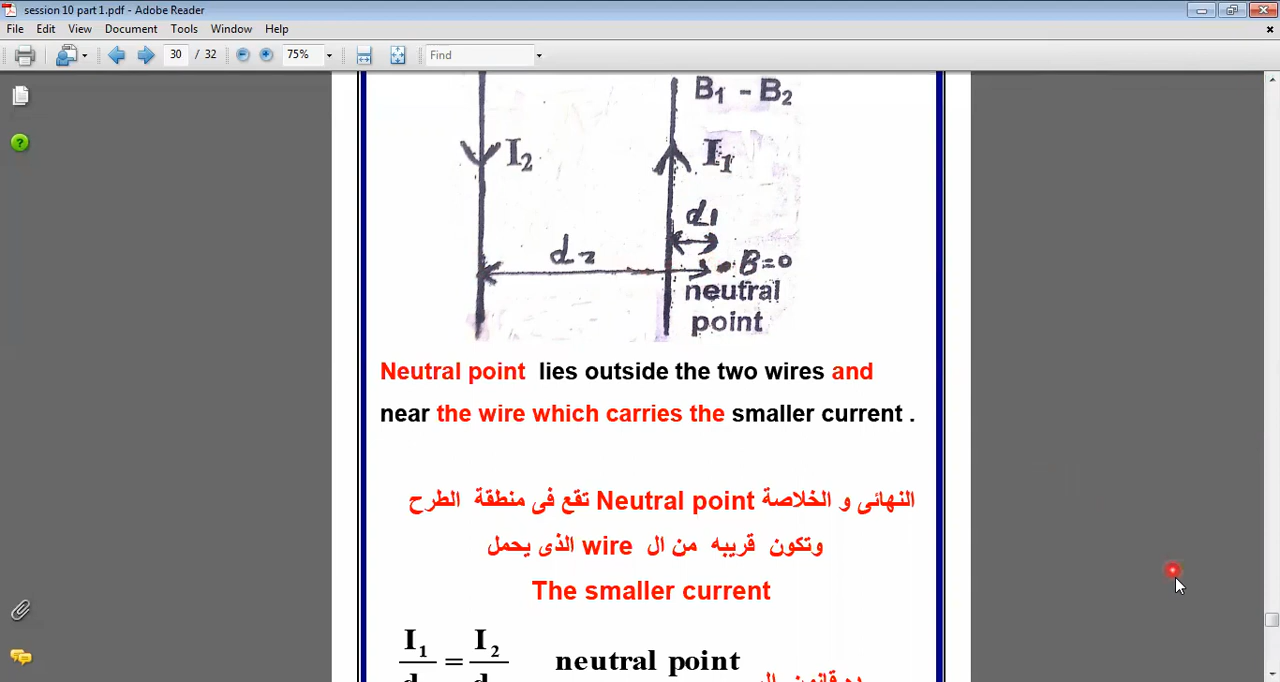 session 10 part 1.pdf - Adobe Reader
File Edit View Document Tools Window Help
30 / 32 75% Find
B₁ - B₂
I₂ I₁
d1
d2 B=0
neutral
point
Neutral point lies outside the two wires and
near the wire which carries the smaller current .
النهائى و الخلاصة Neutral point تقع فى منطقة الطرح
وتكون قريبه من ال wire الذى يحمل
The smaller current
I₁ = I₂ neutral point